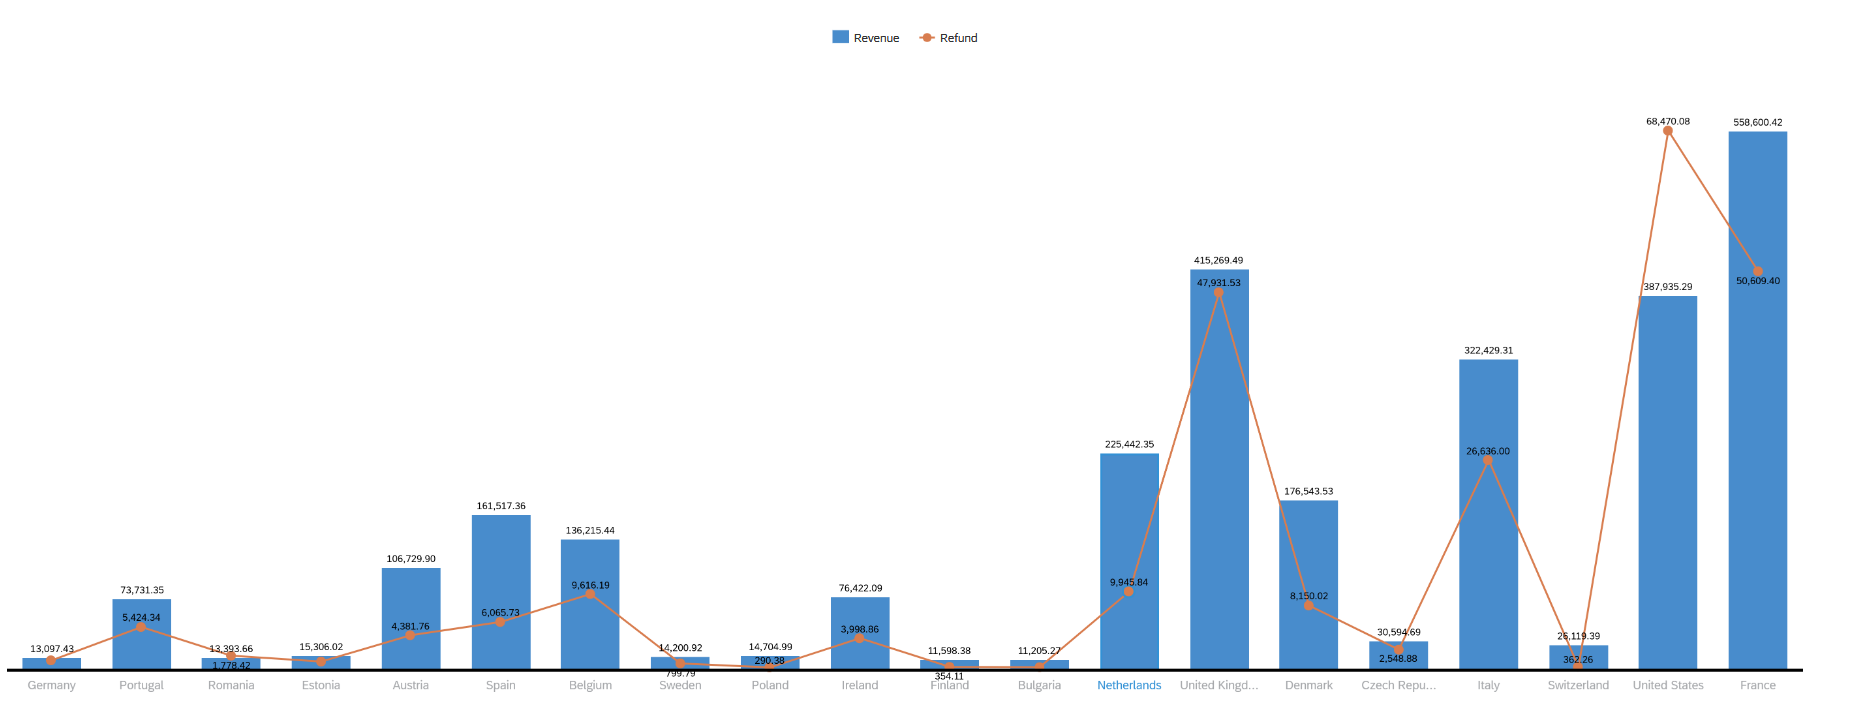 Revenue
Refund
68,470.08
558,600.42
415,269.49
47,931.53
50,609.40
387,935.29
322,429.31
225,442.35
26,636.00
176,543.53
161,517.36
136,215.44
106,729.90
9,616.19
9,945.84
73,731.35
76,422.09
8,150.02
5,424.34
6,065.73
4,381.76
3,998.86
30,594.69
26,119.39
13,097.43
13,393.66
15,306.02
14,200.92
14,704.99
11,598.38
11,205.27
1,778.42
290.38
2,548.88
362.26
799.79
354.11
Germany
Portugal
Romania
Estonia
Austria
Spain
Belgium
Sweden
Poland
Ireland
Finland
Bulgaria
Netherlands
United Kingd...
Denmark
Czech Repu...
Italy
Switzerland
United States
France